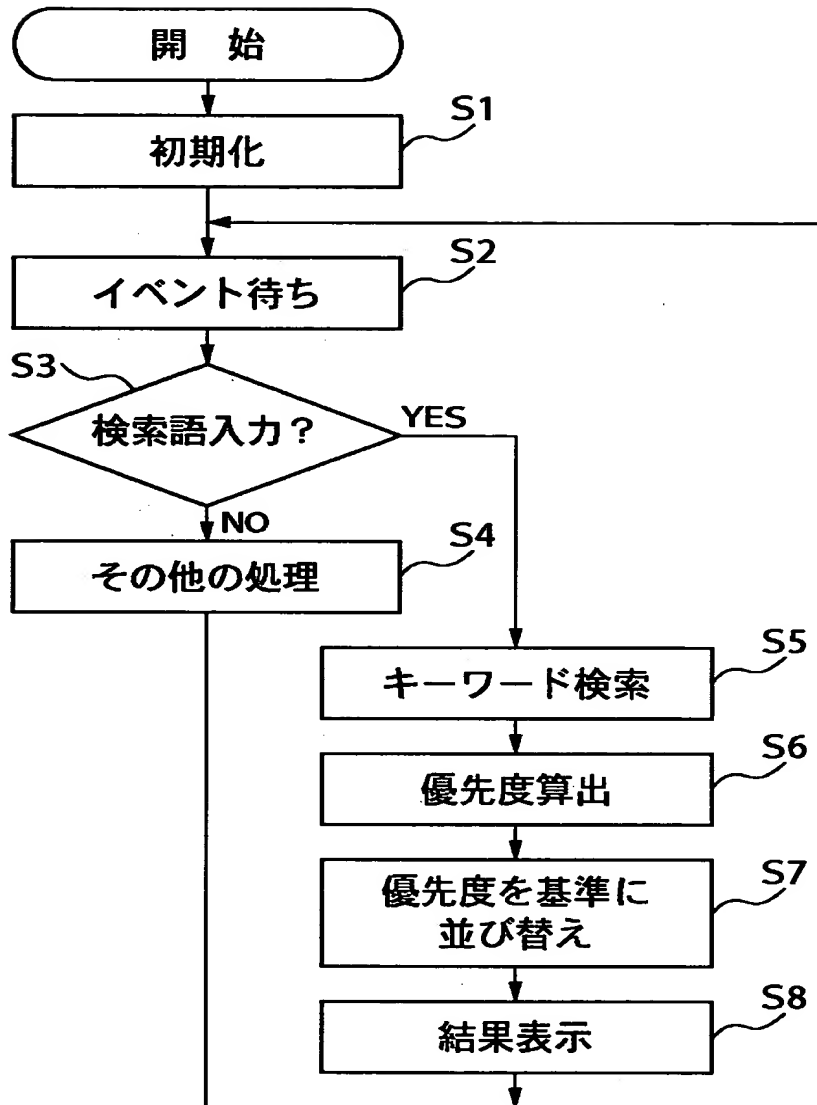 開 始
S1
初期化
S2
イベント待ち
S3
検索語入力?
YES
NO
S4
その他の処理
S5
キーワード検索
S6
優先度算出
S7
優先度を基準に
並び替え
S8
結果表示